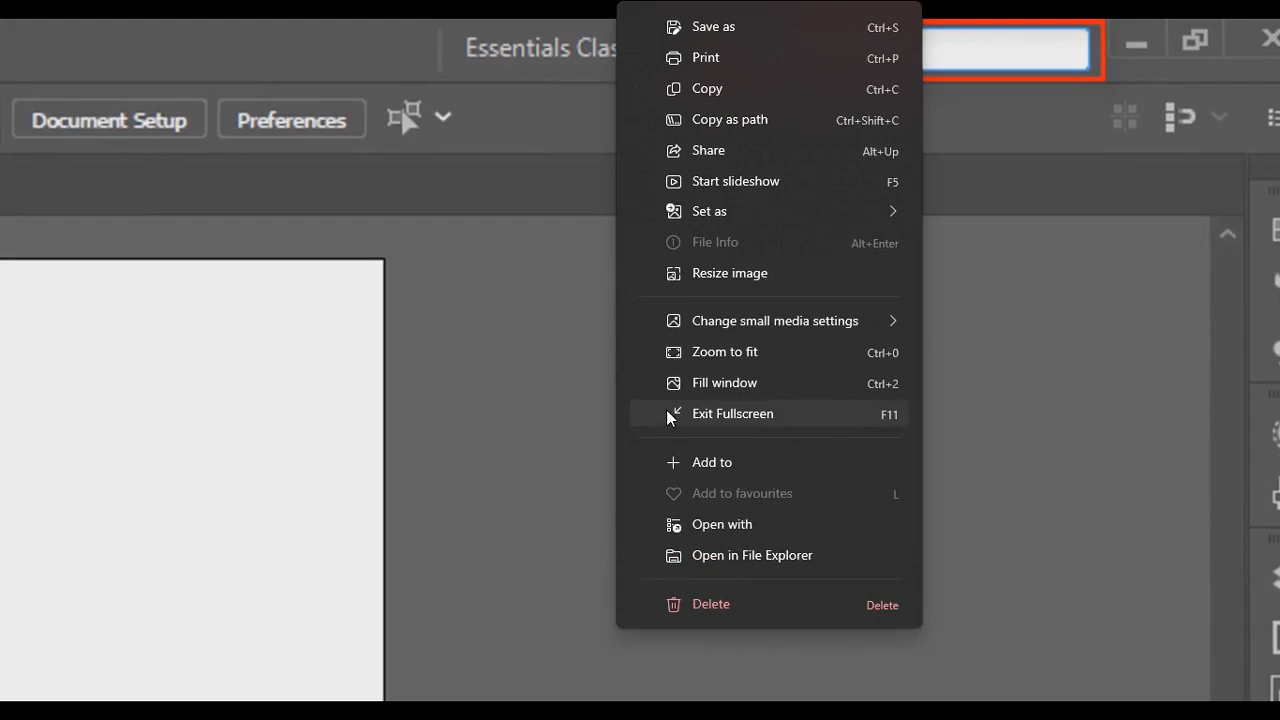 Save as Ctrl+S
Essentials Clas
Print Ctrl+P
Copy Ctrl+C
Document Setup
Preferences
Copy as path Ctrl+Shift+C
Share Alt+Up
Start slideshow F5
Set as
File Info Alt+Enter
Resize image
Change small media settings
Zoom to fit Ctrl+0
Fill window Ctrl+2
Exit Fullscreen F11
Add to
Add to favourites L
Open with
Open in File Explorer
Delete Delete